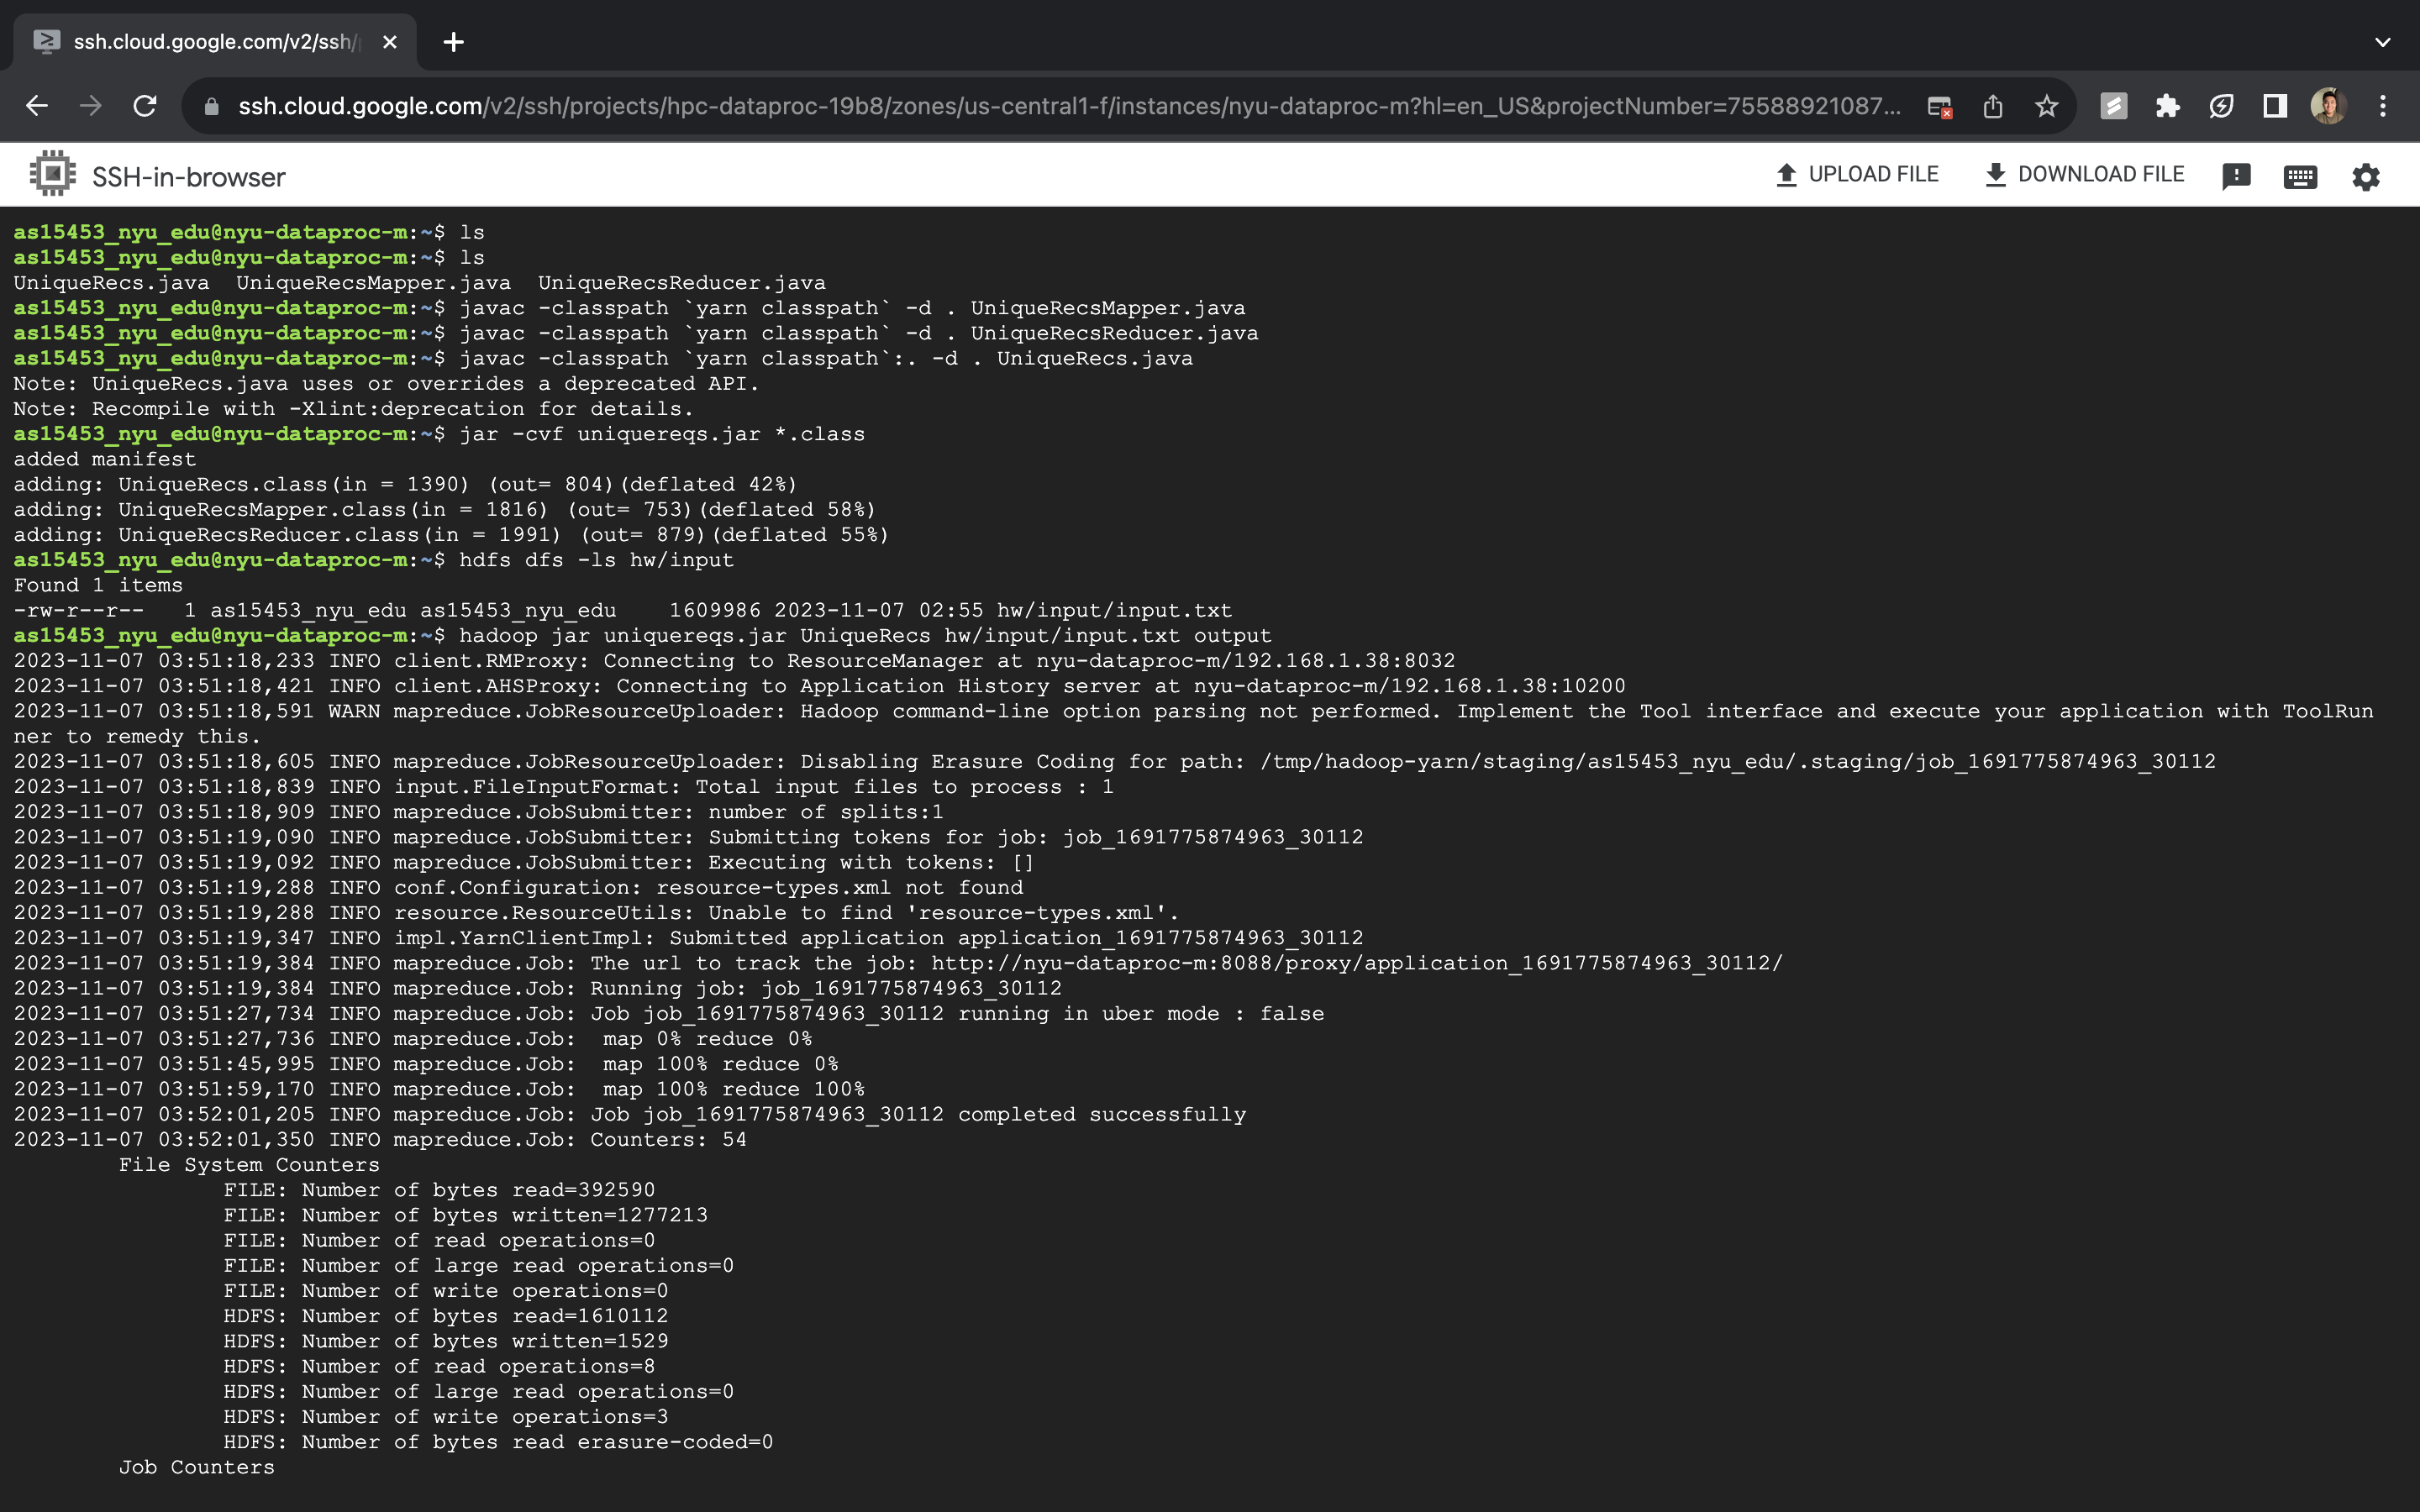 ssh.cloud.google.com/v2/ssh/
ssh.cloud.google.com/v2/ssh/projects/hpc-dataproc-19b8/zones/us-central1-f/instances/nyu-dataproc-m?hl=en_US&projectNumber=75588921087...
SSH-in-browser
UPLOAD FILE
DOWNLOAD FILE
as15453_nyu_edu@nyu-dataproc-m:~$ ls
as15453_nyu_edu@nyu-dataproc-m:~$ ls
UniqueRecs.java  UniqueRecsMapper.java  UniqueRecsReducer.java
as15453_nyu_edu@nyu-dataproc-m:~$ javac -classpath `yarn classpath` -d . UniqueRecsMapper.java
as15453_nyu_edu@nyu-dataproc-m:~$ javac -classpath `yarn classpath` -d . UniqueRecsReducer.java
as15453_nyu_edu@nyu-dataproc-m:~$ javac -classpath `yarn classpath`:. -d . UniqueRecs.java
Note: UniqueRecs.java uses or overrides a deprecated API.
Note: Recompile with -Xlint:deprecation for details.
as15453_nyu_edu@nyu-dataproc-m:~$ jar -cvf uniquereqs.jar *.class
added manifest
adding: UniqueRecs.class(in = 1390) (out= 804)(deflated 42%)
adding: UniqueRecsMapper.class(in = 1816) (out= 753)(deflated 58%)
adding: UniqueRecsReducer.class(in = 1991) (out= 879)(deflated 55%)
as15453_nyu_edu@nyu-dataproc-m:~$ hdfs dfs -ls hw/input
Found 1 items
-rw-r--r--   1 as15453_nyu_edu as15453_nyu_edu    1609986 2023-11-07 02:55 hw/input/input.txt
as15453_nyu_edu@nyu-dataproc-m:~$ hadoop jar uniquereqs.jar UniqueRecs hw/input/input.txt output
2023-11-07 03:51:18,233 INFO client.RMProxy: Connecting to ResourceManager at nyu-dataproc-m/192.168.1.38:8032
2023-11-07 03:51:18,421 INFO client.AHSProxy: Connecting to Application History server at nyu-dataproc-m/192.168.1.38:10200
2023-11-07 03:51:18,591 WARN mapreduce.JobResourceUploader: Hadoop command-line option parsing not performed. Implement the Tool interface and execute your application with ToolRun
ner to remedy this.
2023-11-07 03:51:18,605 INFO mapreduce.JobResourceUploader: Disabling Erasure Coding for path: /tmp/hadoop-yarn/staging/as15453_nyu_edu/.staging/job_1691775874963_30112
2023-11-07 03:51:18,839 INFO input.FileInputFormat: Total input files to process : 1
2023-11-07 03:51:18,909 INFO mapreduce.JobSubmitter: number of splits:1
2023-11-07 03:51:19,090 INFO mapreduce.JobSubmitter: Submitting tokens for job: job_1691775874963_30112
2023-11-07 03:51:19,092 INFO mapreduce.JobSubmitter: Executing with tokens: []
2023-11-07 03:51:19,288 INFO conf.Configuration: resource-types.xml not found
2023-11-07 03:51:19,288 INFO resource.ResourceUtils: Unable to find 'resource-types.xml'.
2023-11-07 03:51:19,347 INFO impl.YarnClientImpl: Submitted application application_1691775874963_30112
2023-11-07 03:51:19,384 INFO mapreduce.Job: The url to track the job: http://nyu-dataproc-m:8088/proxy/application_1691775874963_30112/
2023-11-07 03:51:19,384 INFO mapreduce.Job: Running job: job_1691775874963_30112
2023-11-07 03:51:27,734 INFO mapreduce.Job: Job job_1691775874963_30112 running in uber mode : false
2023-11-07 03:51:27,736 INFO mapreduce.Job:  map 0% reduce 0%
2023-11-07 03:51:45,995 INFO mapreduce.Job:  map 100% reduce 0%
2023-11-07 03:51:59,170 INFO mapreduce.Job:  map 100% reduce 100%
2023-11-07 03:52:01,205 INFO mapreduce.Job: Job job_1691775874963_30112 completed successfully
2023-11-07 03:52:01,350 INFO mapreduce.Job: Counters: 54
File System Counters
FILE: Number of bytes read=392590
FILE: Number of bytes written=1277213
FILE: Number of read operations=0
FILE: Number of large read operations=0
FILE: Number of write operations=0
HDFS: Number of bytes read=1610112
HDFS: Number of bytes written=1529
HDFS: Number of read operations=8
HDFS: Number of large read operations=0
HDFS: Number of write operations=3
HDFS: Number of bytes read erasure-coded=0
Job Counters